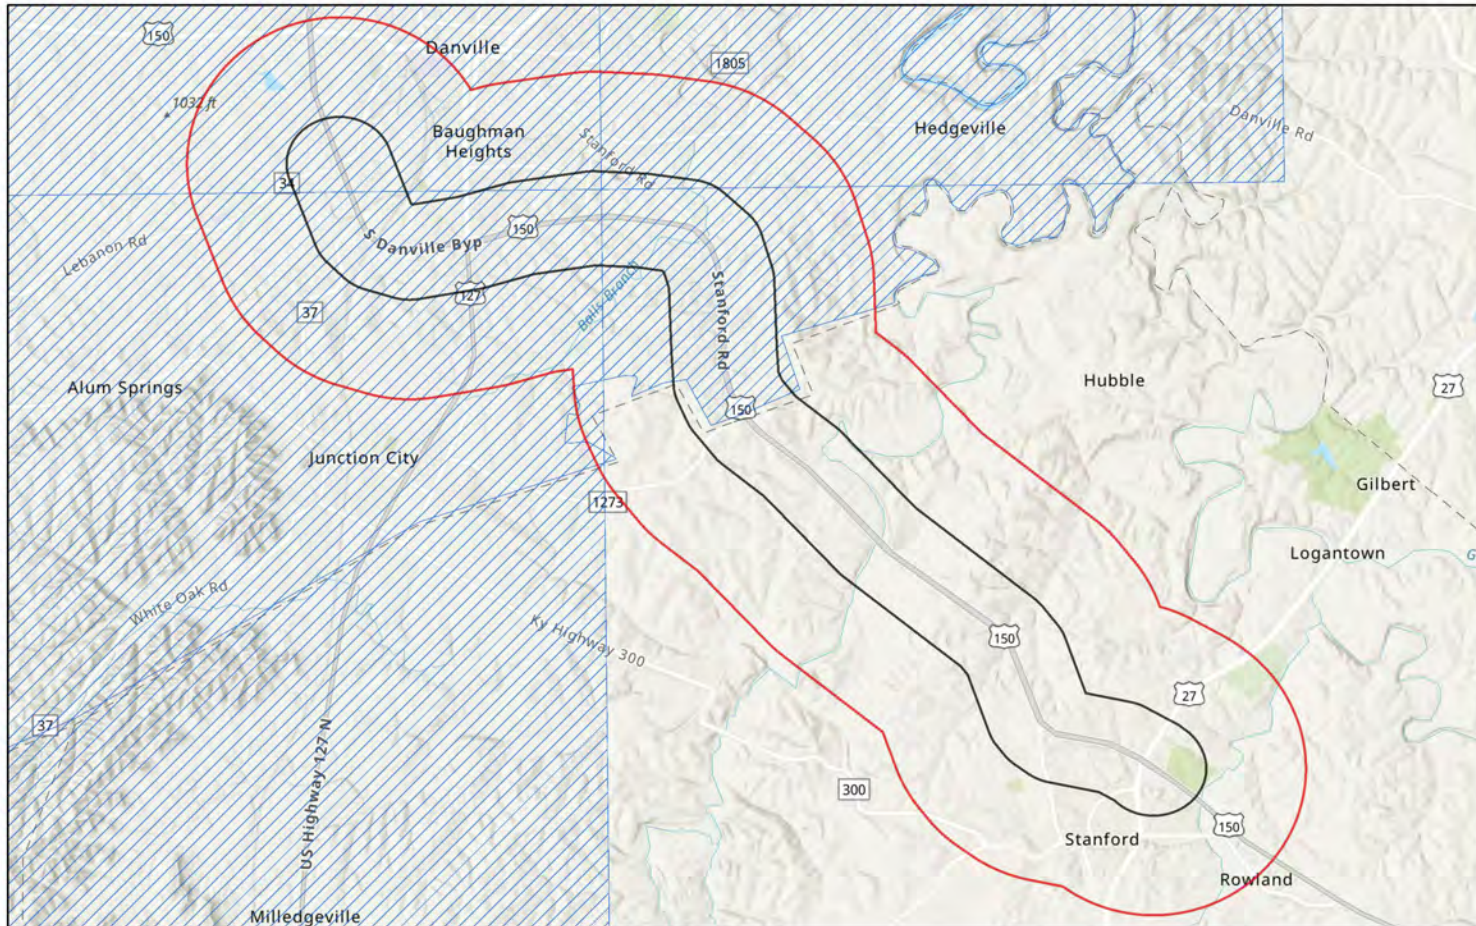 150
Danville
1805
1032 ft
Baughman
Heights
Stanford Rd
Hedgeville
Danville Rd
34
Lebanon Rd
S Danville Byp
150
127
37
Balls Branch
Stanford Rd
Alum Springs
Hubble
27
150
Junction City
Gilbert
1273
Logantown
G
White Oak Rd
Ky Highway 300
150
27
37
US Highway 127 N
300
Stanford
150
Rowland
Milledgeville